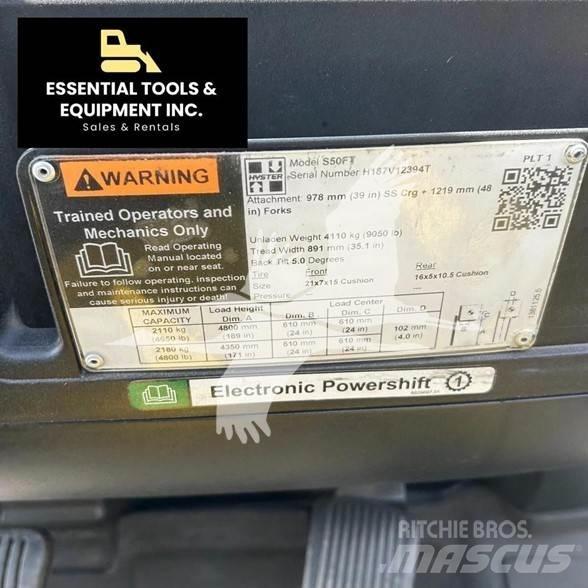 ESSENTIAL TOOLS &
EQUIPMENT INC.
Sales & Rentals
WARNING
Trained Operators and
Mechanics Only
Read Operating
Manual located
on or near seat.
Failure to follow operating, inspection,
and maintenance instructions can
cause serious injury or death!
HYSTER
Model S50FT
Serial Number H187V12394T
PLT 1
Attachment: 978 mm (39 in) SS Crg + 1219 mm (48
in) Forks
Unladen Weight 4110 kg (9050 lb)
Tread Width 891 mm (35.1 in)
Back Tilt 5.0 Degrees
Tire Front Rear
21x7x15 Cushion 16x5x10.5 Cushion
MAXIMUM CAPACITY Load Height Dim. A Load Center Dim. B Dim. C Dim. D
2110 kg (4650 lb) 4800 mm (189 in) 610 mm (24 in) 610 mm (24 in) 102 mm (4.0 in)
2180 kg (4800 lb) 4350 mm (171 in) 610 mm (24 in) 610 mm (24 in)
Electronic Powershift 1
RITCHIE BROS.
MASCUS